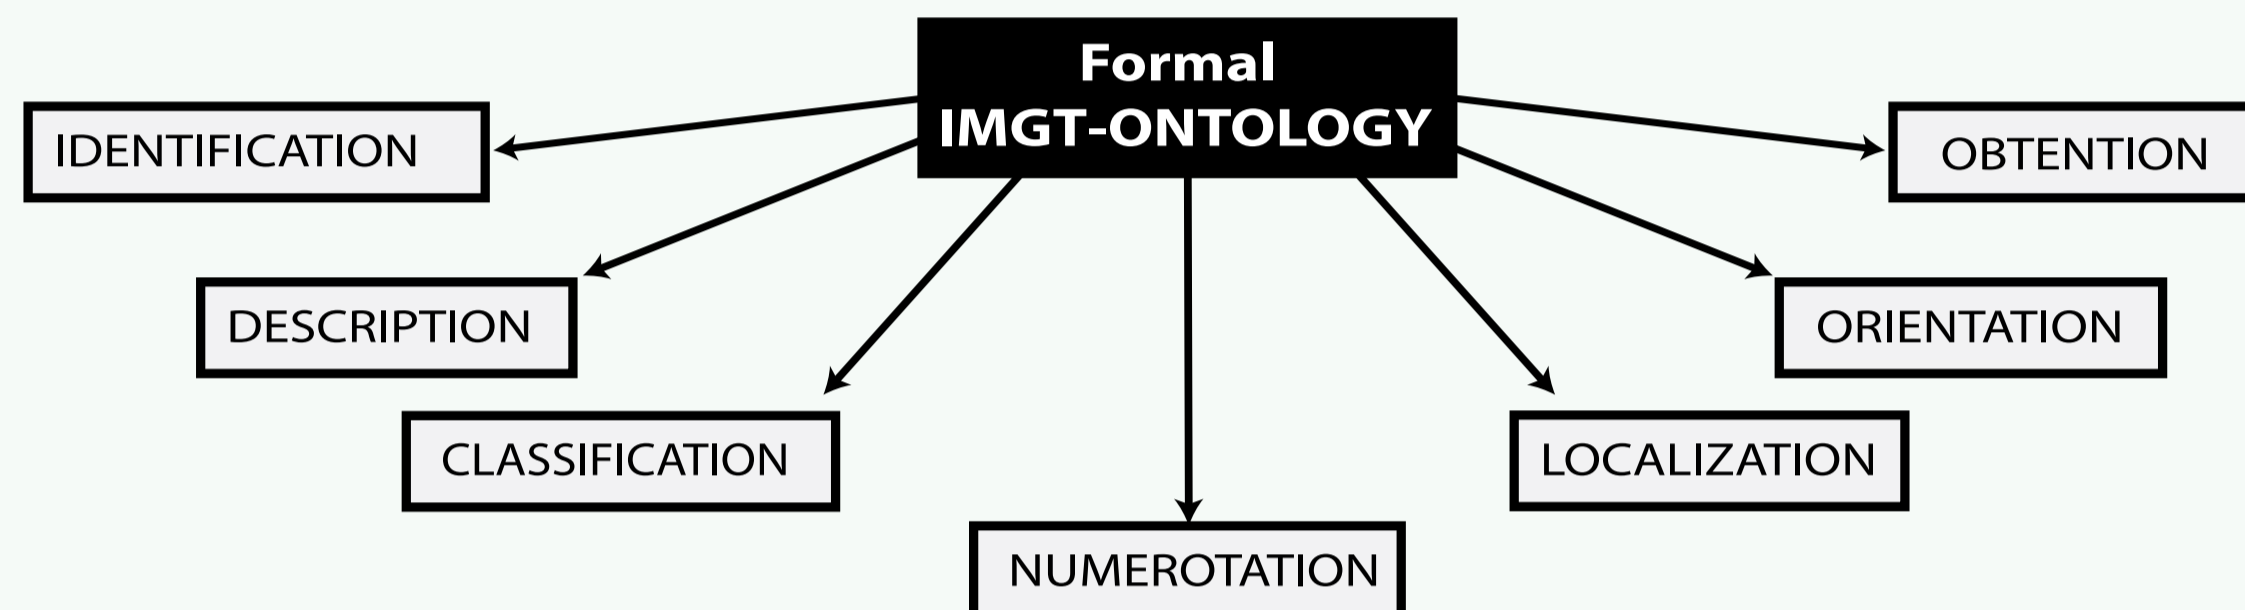 Formal
IMGT-ONTOLOGY
IDENTIFICATION
OBTENTION
DESCRIPTION
ORIENTATION
CLASSIFICATION
LOCALIZATION
NUMEROTATION